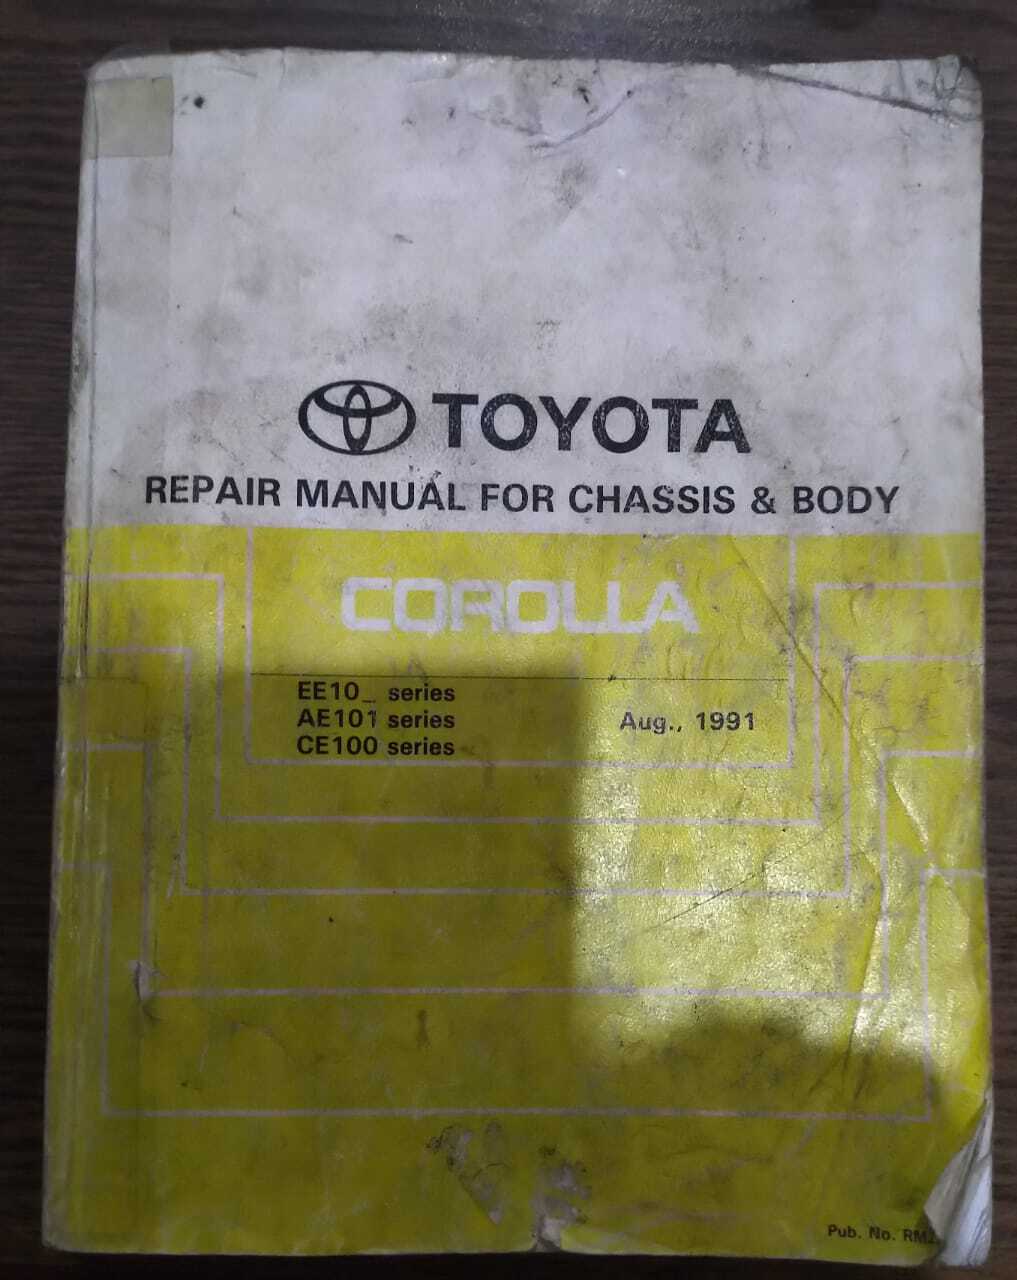 TOYOTA
REPAIR MANUAL FOR CHASSIS & BODY
COROLLA
EE10_ series
AE101 series
CE100 series
Aug., 1991
Pub. No.